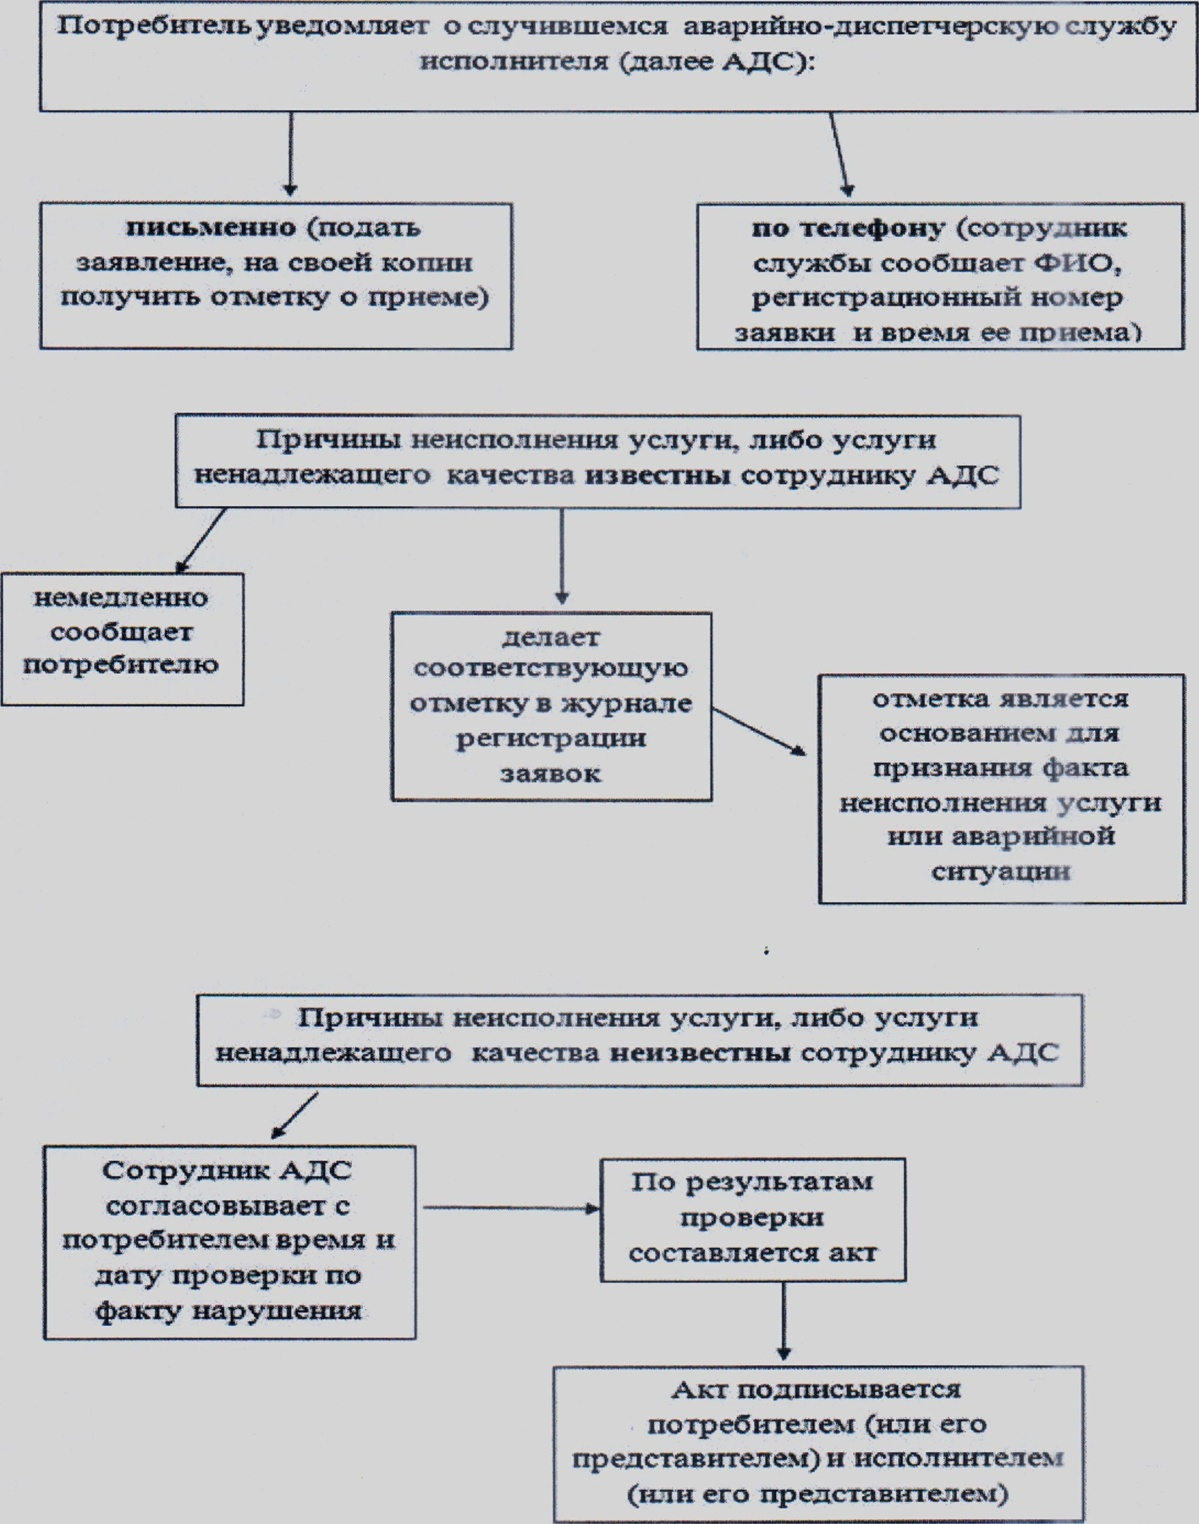 Потребитель уведомляет о случившемся аварийно-диспетчерскую службу
исполнителя (далее АДС):
письменно (подать
заявление, на своей копии
получить отметку о приеме)
по телефону (сотрудник
службы сообщает ФИО,
регистрационный номер
заявки и время ее приема)
Причины неисполнения услуги, либо услуги
ненадлежащего качества известны сотруднику АДС
немедленно
сообщает
потребителю
делает
соответствующую
отметку в журнале
регистрации
заявок
отметка является
основанием для
признания факта
неисполнения услуги
или аварийной
ситуации
Причины неисполнения услуги, либо услуги
ненадлежащего качества неизвестны сотруднику АДС
Сотрудник АДС
согласовывает с
потребителем время и
дату проверки по
факту нарушения
По результатам
проверки
составляется акт
Акт подписывается
потребителем (или его
представителем) и исполнителем
(или его представителем)